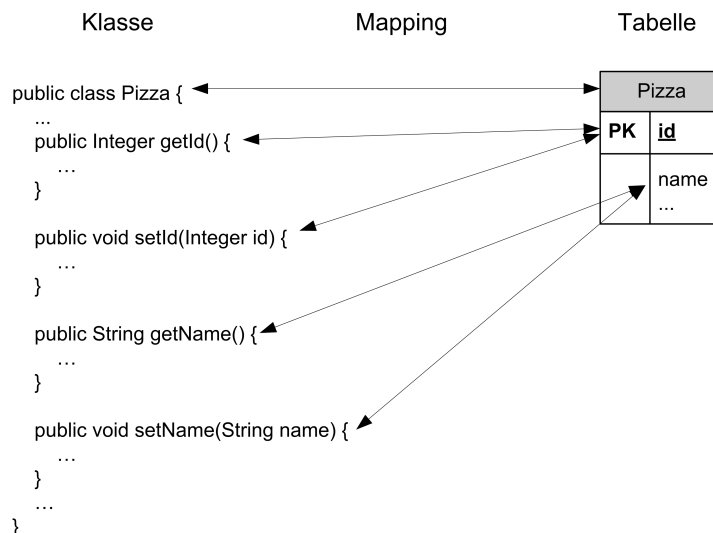 Klasse Mapping Tabelle
public class Pizza {
...
public Integer getId() {
...
}
public void setId(Integer id) {
...
}
public String getName() {
...
}
public void setName(String name) {
...
}
...
}
Pizza
PK id
name
...